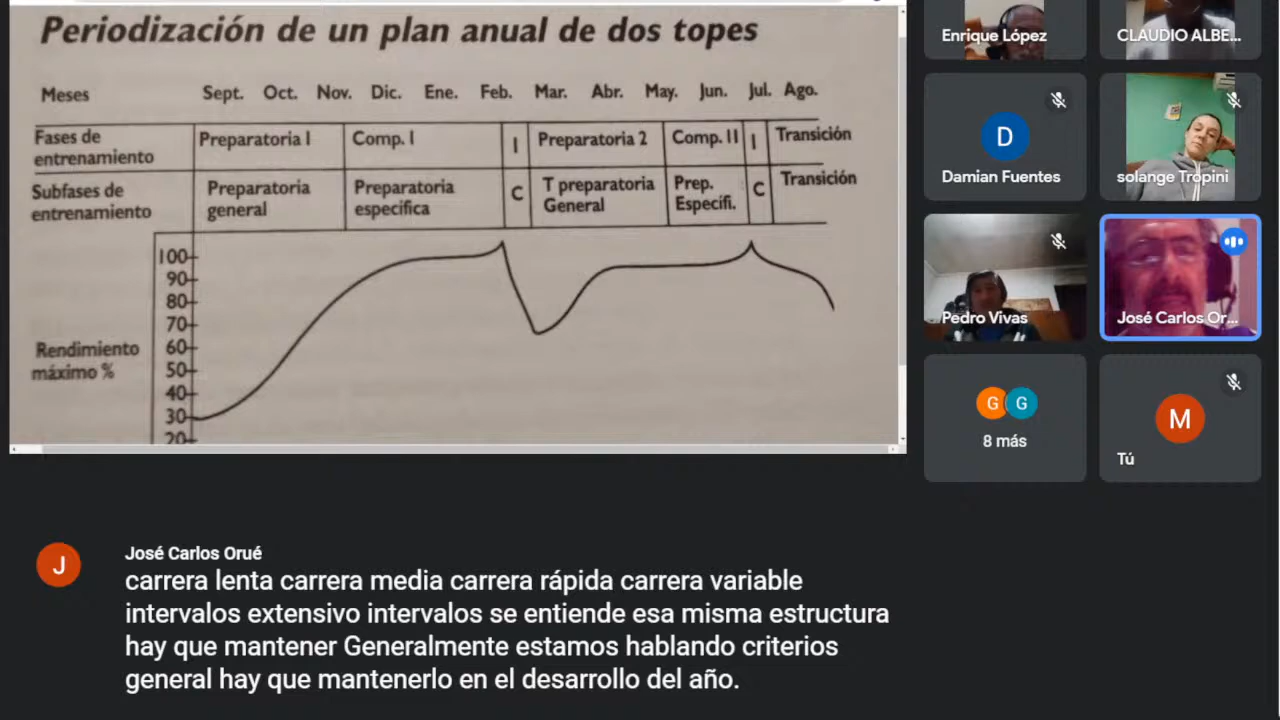 Periodización de un plan anual de dos topes
Meses Sept. Oct. Nov. Dic. Ene. Feb. Mar. Abr. May. Jun. Jul. Ago.
Fases de entrenamiento Preparatoria I Comp. I I Preparatoria 2 Comp. II I Transición
Subfases de entrenamiento Preparatoria general Preparatoria especifica C T preparatoria General Prep. Especifi. C Transición
100
90
80
70
60
50
40
30
20
Rendimiento
máximo %
Enrique López
CLAUDIO ALBE...
D
Damian Fuentes
solange Tropini
Pedro Vivas
José Carlos Or...
G G
8 más
M
Tú
J
José Carlos Orué
carrera lenta carrera media carrera rápida carrera variable
intervalos extensivo intervalos se entiende esa misma estructura
hay que mantener Generalmente estamos hablando criterios
general hay que mantenerlo en el desarrollo del año.